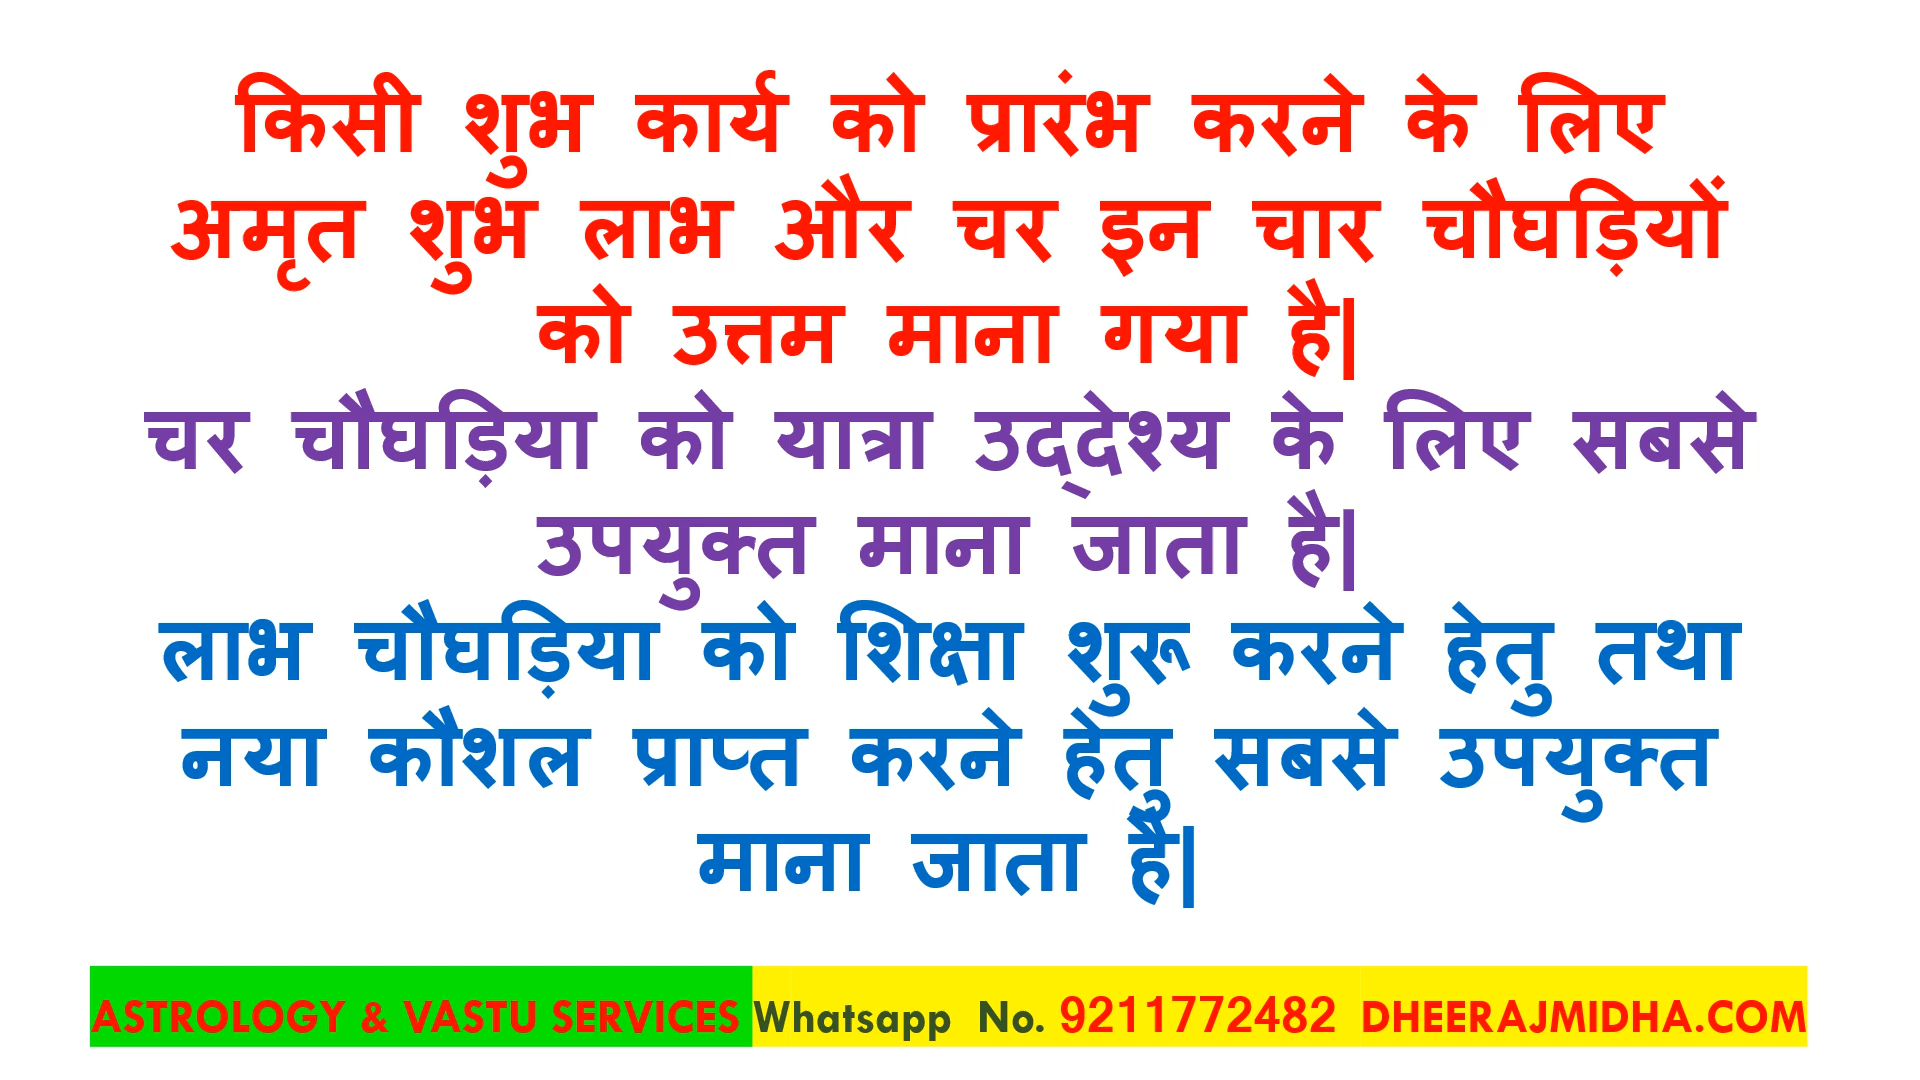 किसी शुभ कार्य को प्रारंभ करने के लिए
अमृत शुभ लाभ और चर इन चार चौघड़ियों
को उत्तम माना गया है|
चर चौघड़िया को यात्रा उद्देश्य के लिए सबसे
उपयुक्त माना जाता है|
लाभ चौघड़िया को शिक्षा शुरू करने हेतु तथा
नया कौशल प्राप्त करने हेतु सबसे उपयुक्त
माना जाता है|
ASTROLOGY & VASTU SERVICES Whatsapp No. 9211772482 DHEERAJMIDHA.COM